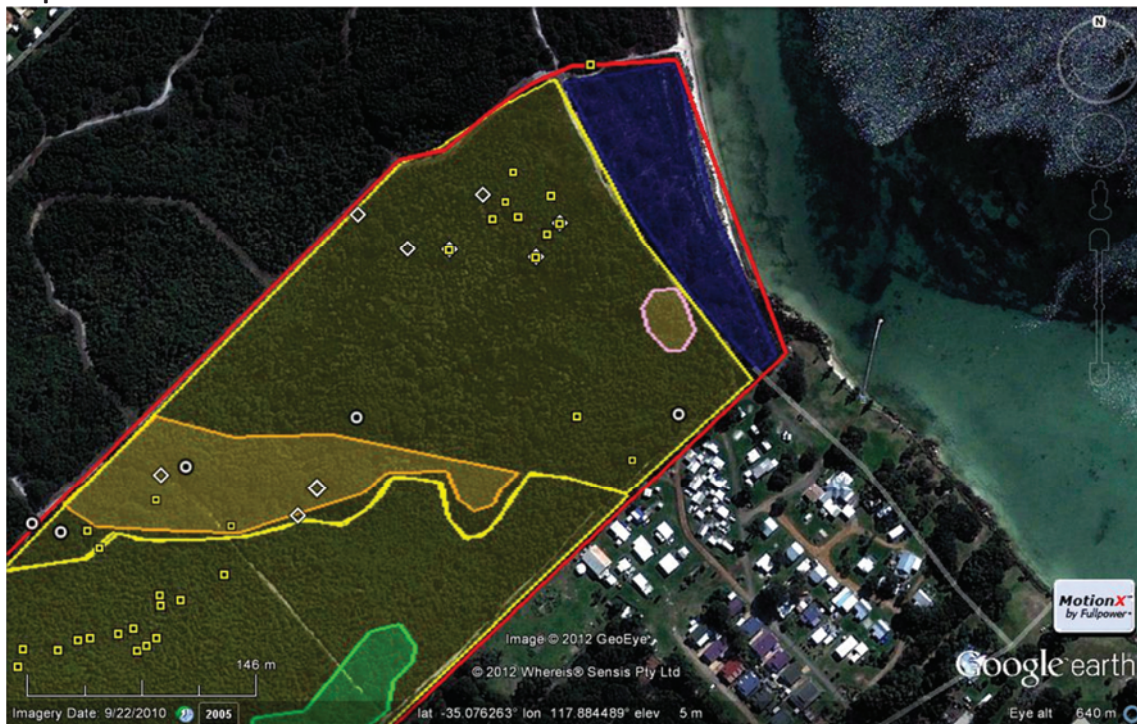 N
146 m
Image © 2012 GeoEye
© 2012 Whereis® Sensis Pty Ltd
MotionX™
by Fullpower
Google earth
Imagery Date: 9/22/2010 2005 lat -35.076263° lon 117.884489° elev 5 m Eye alt 640 m